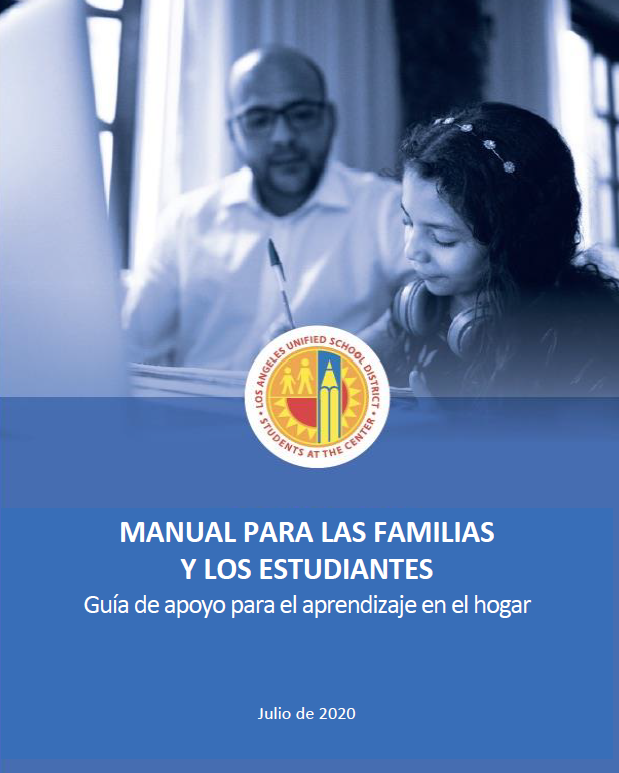 LOS ANGELES UNIFIED SCHOOL DISTRICT
• STUDENTS AT THE CENTER •
MANUAL PARA LAS FAMILIAS
Y LOS ESTUDIANTES
Guía de apoyo para el aprendizaje en el hogar
Julio de 2020